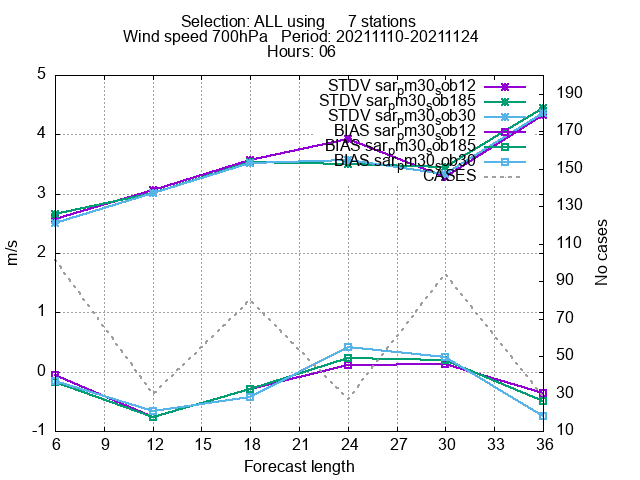 Selection: ALL using 7 stations
Wind speed 700hPa Period: 20211110-20211124
Hours: 06
STDV sar_pm30_sob12
STDV sar_pm30_sob185
STDV sar_pm30_sob30
BIAS sar_pm30_sob12
BIAS sar_pm30_sob185
BIAS sar_pm30_sob30
CASES
5
4
3
2
1
0
-1
m/s
190
170
150
130
110
90
70
50
30
10
No cases
6 9 12 15 18 21 24 27 30 33 36
Forecast length